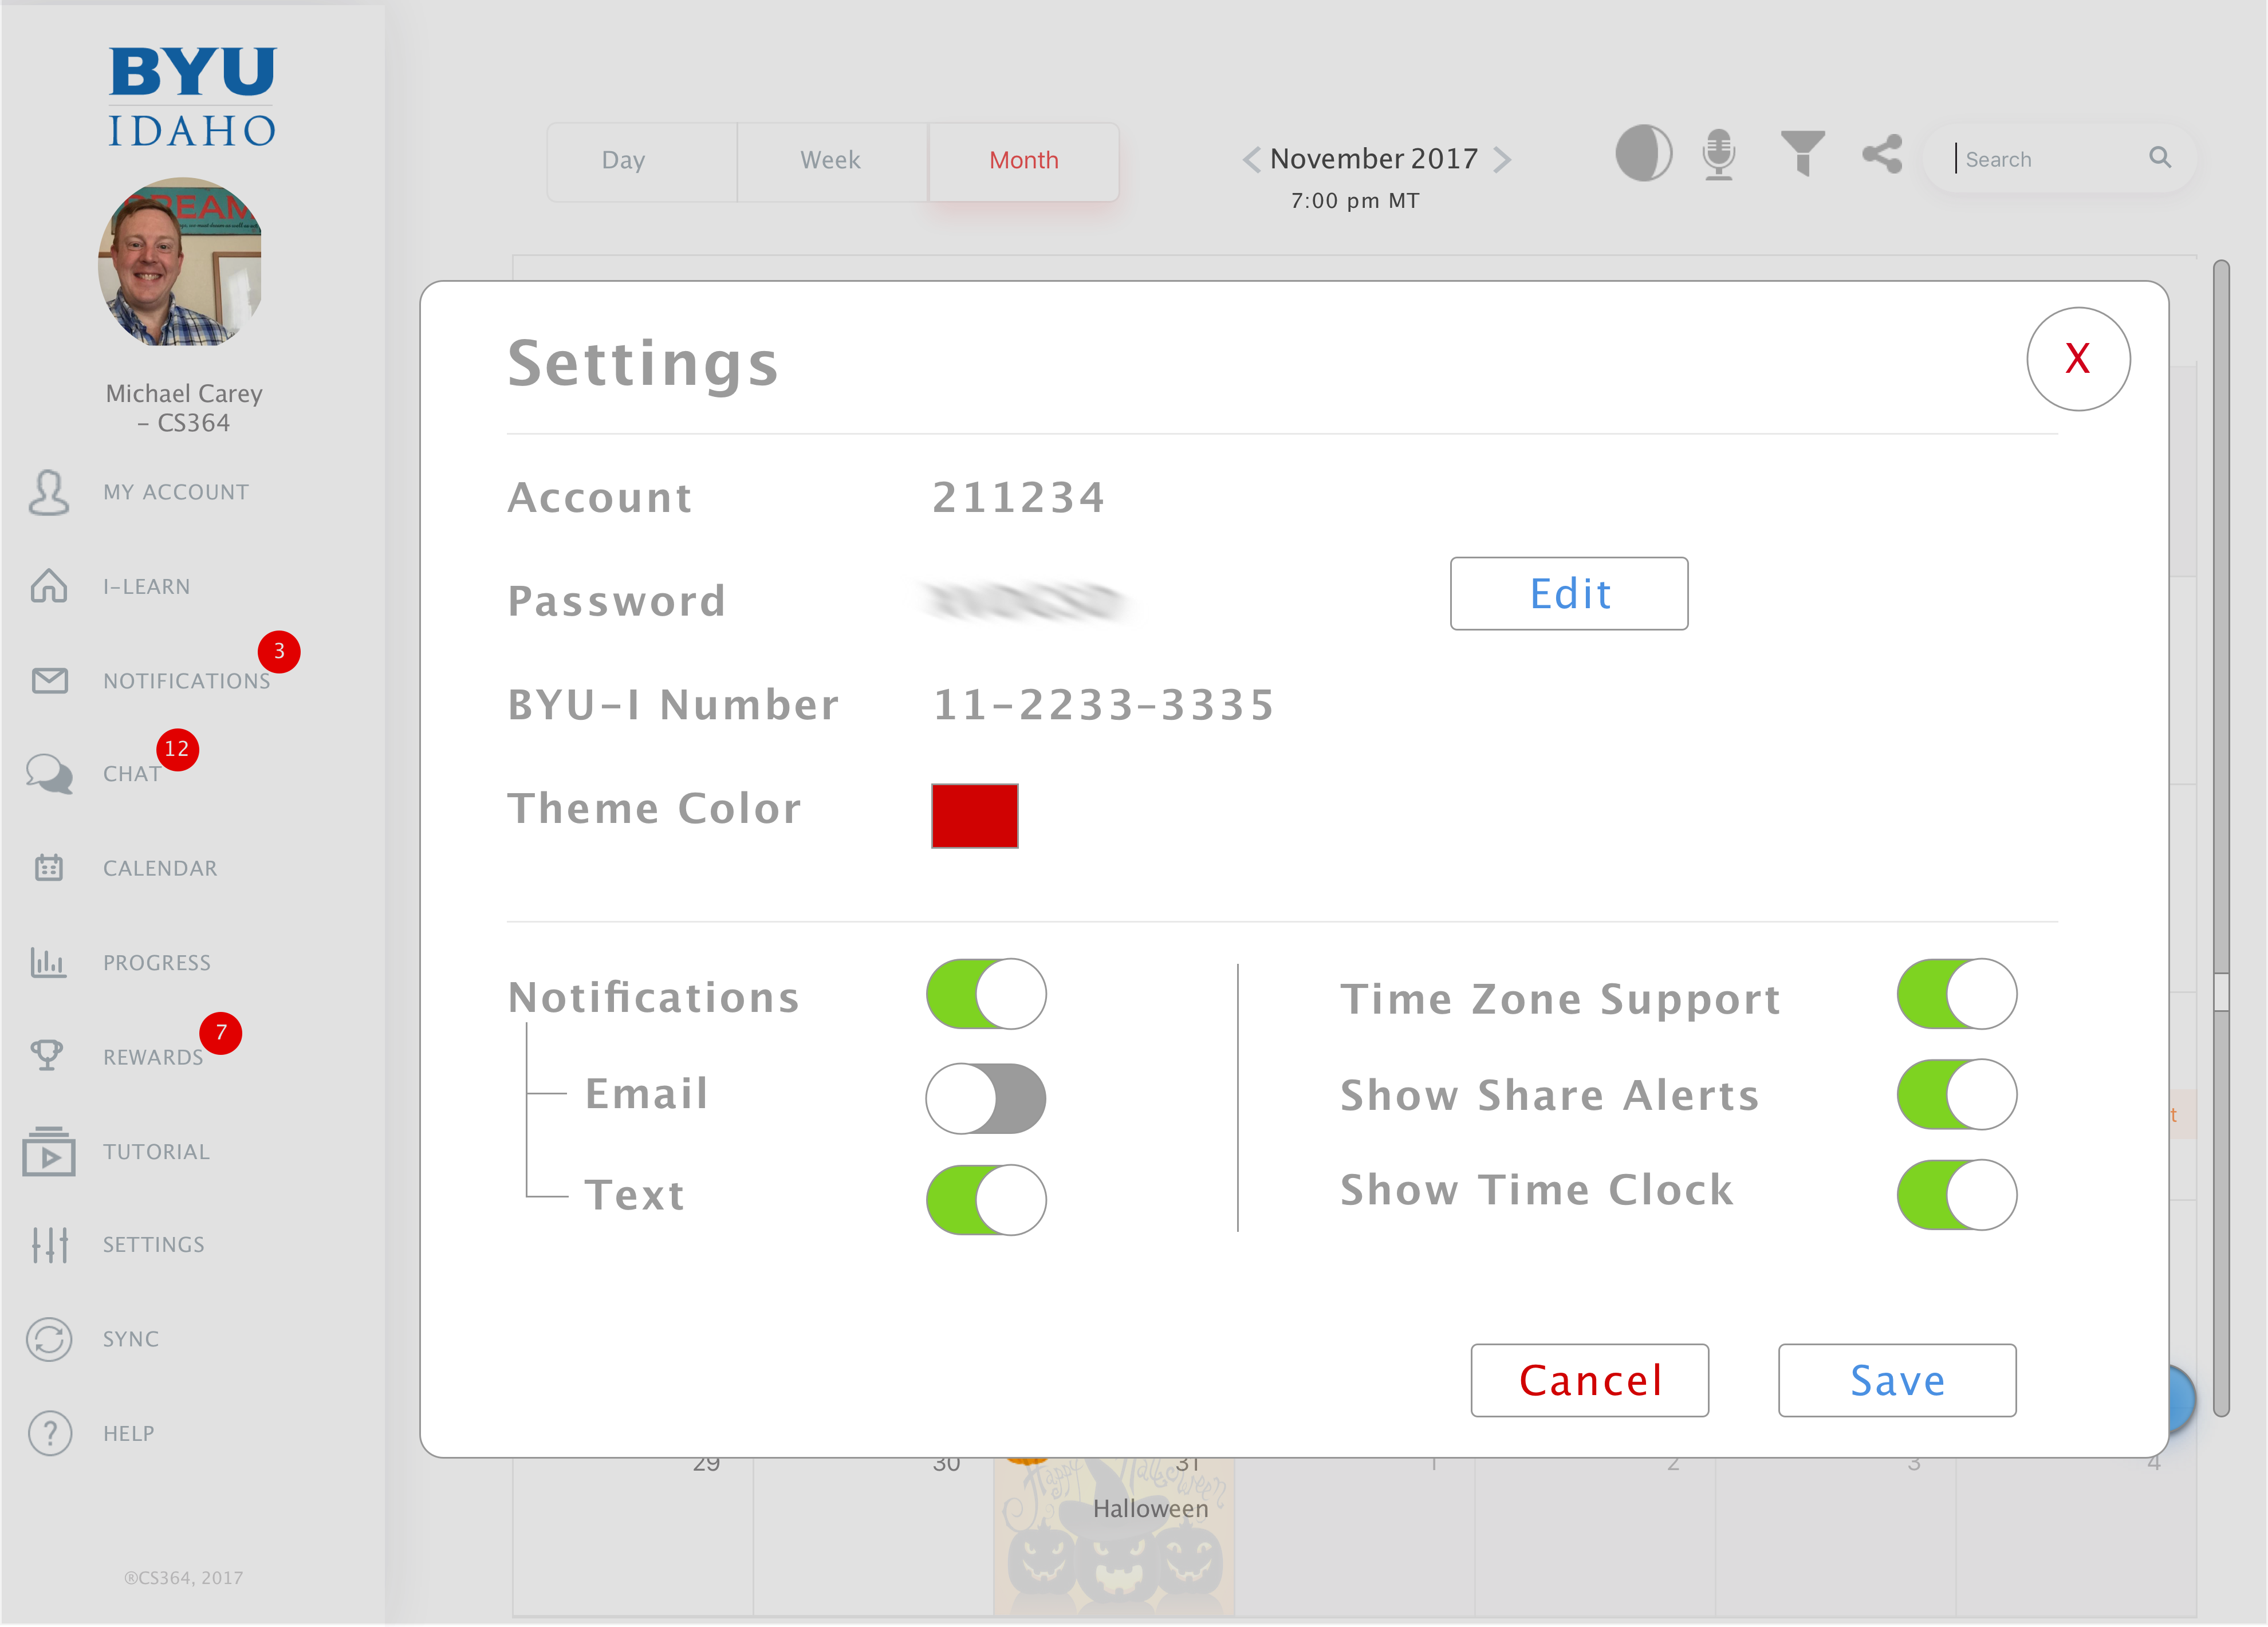 BYU
IDAHO
DREAM
Michael Carey
– CS364
MY ACCOUNT
I-LEARN
NOTIFICATIONS 3
CHAT 12
CALENDAR
PROGRESS
REWARDS 7
TUTORIAL
SETTINGS
SYNC
HELP
®CS364, 2017
Day Week Month
November 2017
7:00 pm MT
Search
Settings
X
Account 211234
Password
Edit
BYU-I Number 11-2233-3335
Theme Color
Notifications
Email
Text
Time Zone Support
Show Share Alerts
Show Time Clock
Cancel Save
t
29 30 31 1 2 3 4
Happy Halloween
Halloween